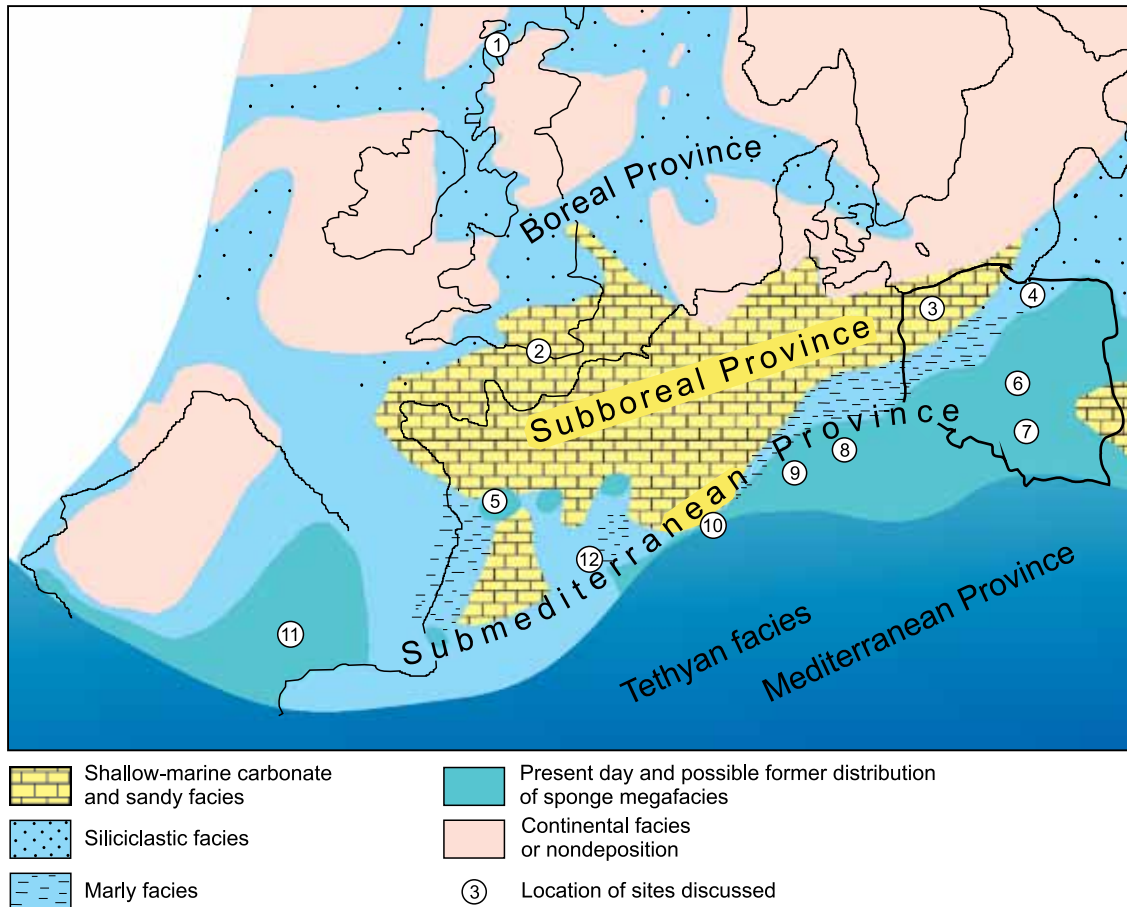 1
Boreal Province
2
3
4
Subboreal Province
6
7
8
9
5
10
12
11
Submediterranean Province
Tethyan facies
Mediterranean Province
Shallow-marine carbonate
and sandy facies
Siliciclastic facies
Marly facies
Present day and possible former distribution
of sponge megafacies
Continental facies
or nondeposition
3 Location of sites discussed